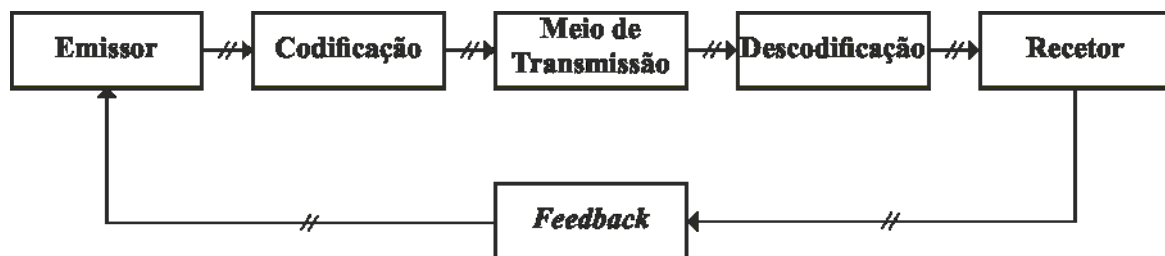 Emissor
Codificação
Meio de
Transmissão
Descodificação
Recetor
Feedback